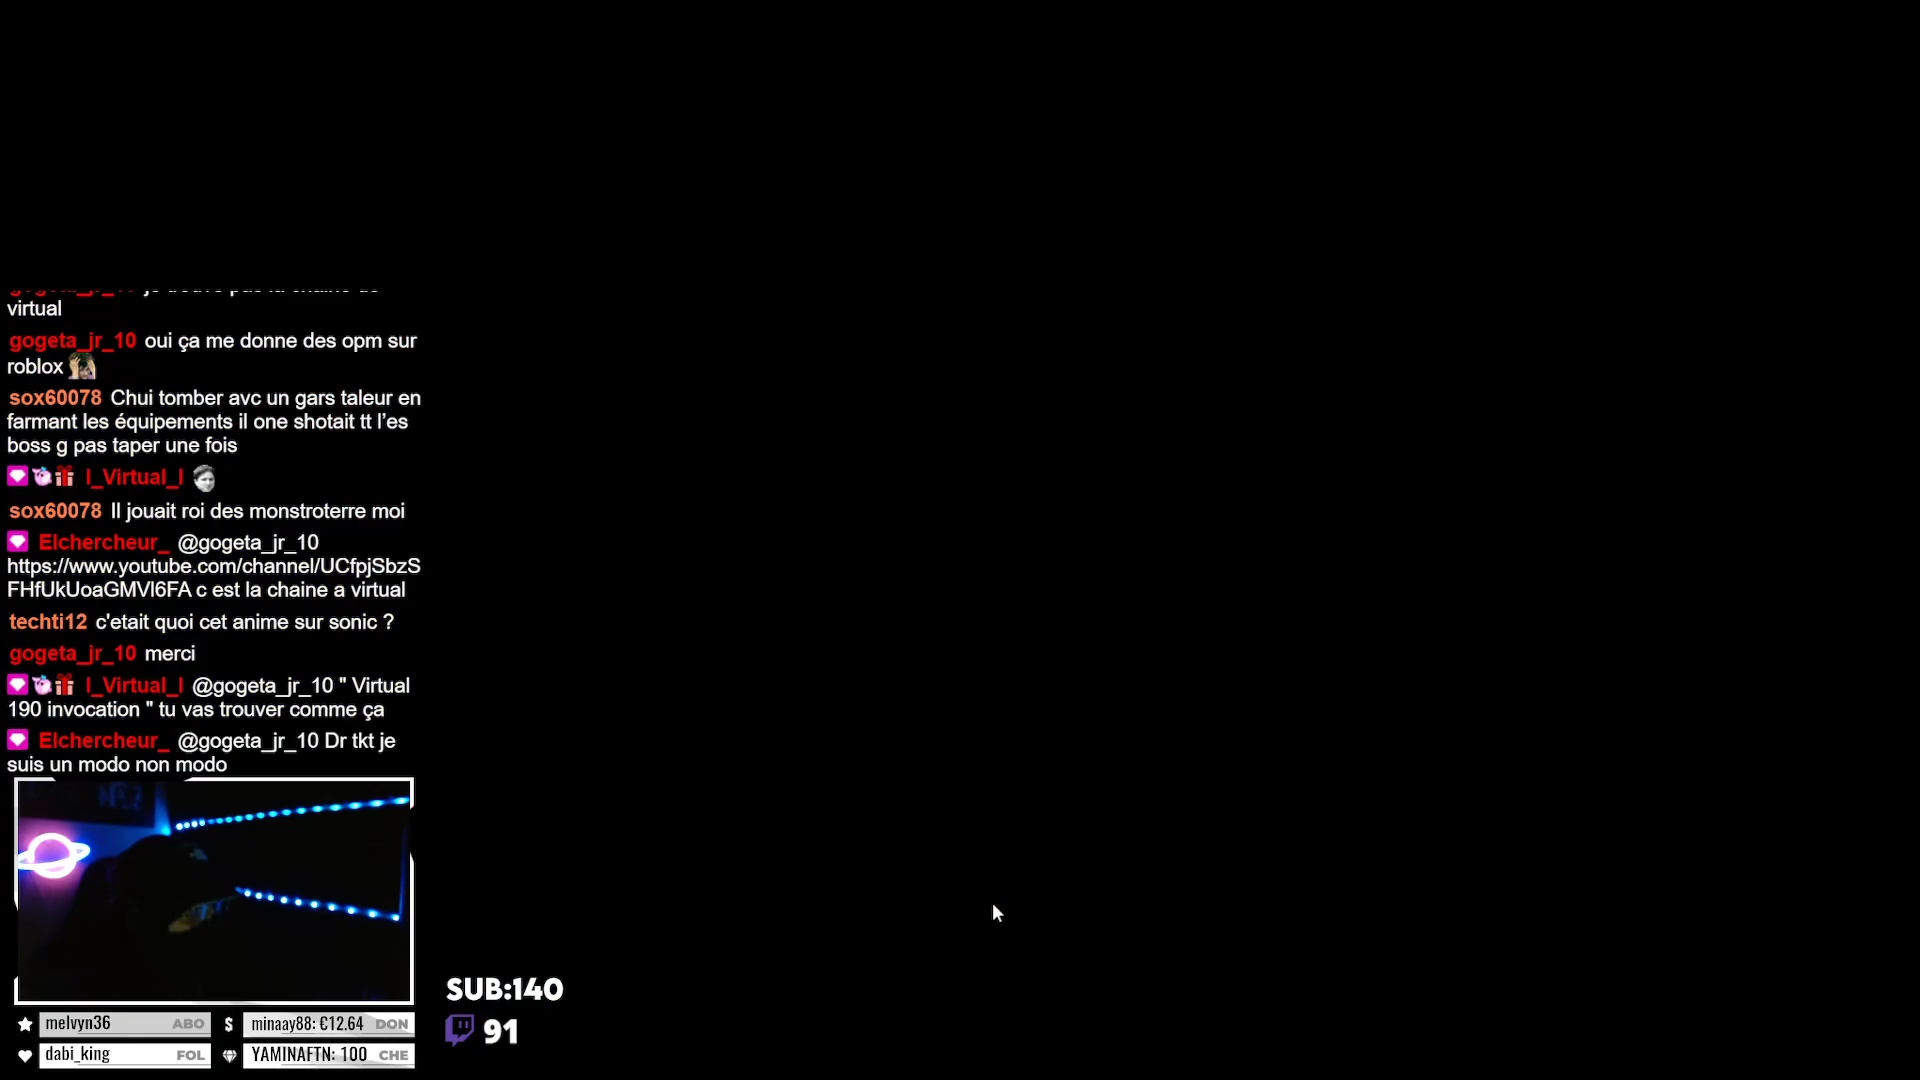 virtual
gogeta_jr_10 oui ça me donne des opm sur
roblox
sox60078 Chui tomber avc un gars taleur en
farmant les équipements il one shotait tt l'es
boss g pas taper une fois
I_Virtual_I
sox60078 Il jouait roi des monstroterre moi
Elchercheur_ @gogeta_jr_10
https://www.youtube.com/channel/UCfpjSbzS
FHfUkUoaGMVl6FA c est la chaine a virtual
techti12 c'etait quoi cet anime sur sonic ?
gogeta_jr_10 merci
I_Virtual_I @gogeta_jr_10 " Virtual
190 invocation " tu vas trouver comme ça
Elchercheur_ @gogeta_jr_10 Dr tkt je
suis un modo non modo
SUB:140
91
melvyn36 ABO
minaay88: €12.64 DON
dabi_king FOL
YAMINAFTN: 100 CHE